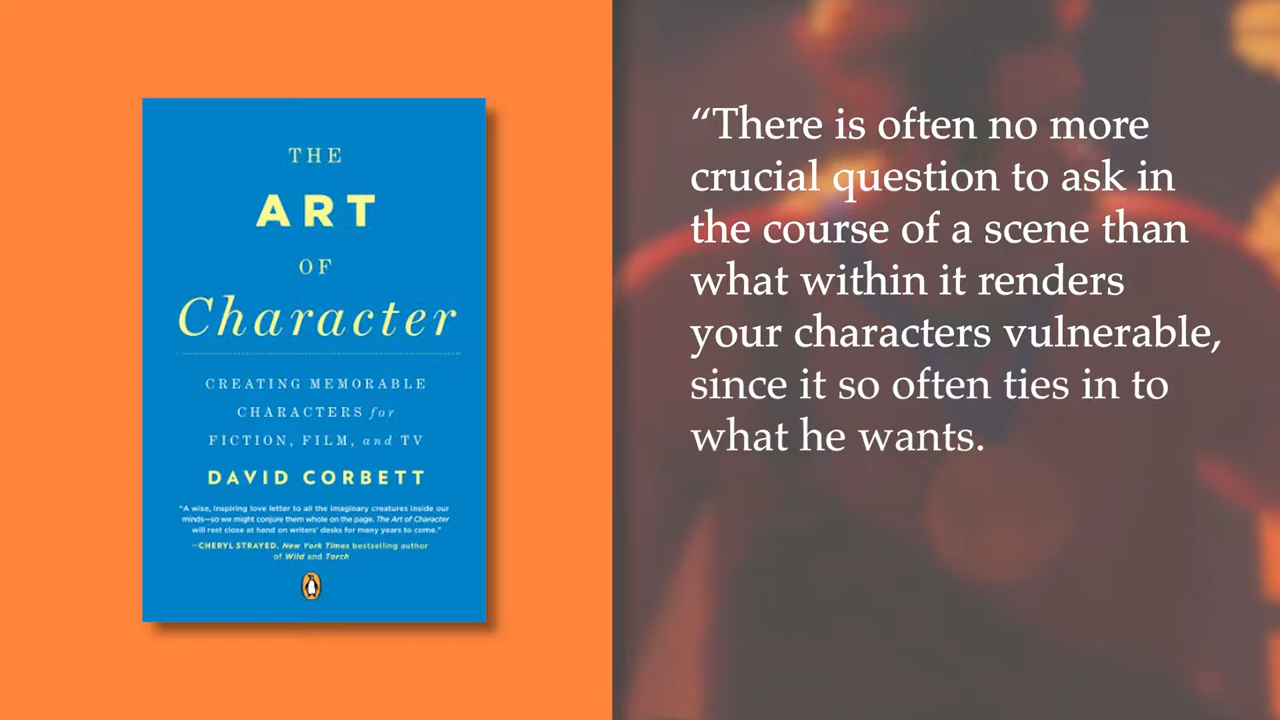 THE
ART
OF
Character
CREATING MEMORABLE
CHARACTERS for
FICTION, FILM, and TV
DAVID CORBETT
"A wise, inspiring love letter to all the imaginary creatures inside our
minds—so we might conjure them whole on the page. The Art of Character
will rest close at hand on writers' desks for many years to come."
—CHERYL STRAYED, New York Times bestselling author
of Wild and Torch
“There is often no more
crucial question to ask in
the course of a scene than
what within it renders
your characters vulnerable,
since it so often ties in to
what he wants.